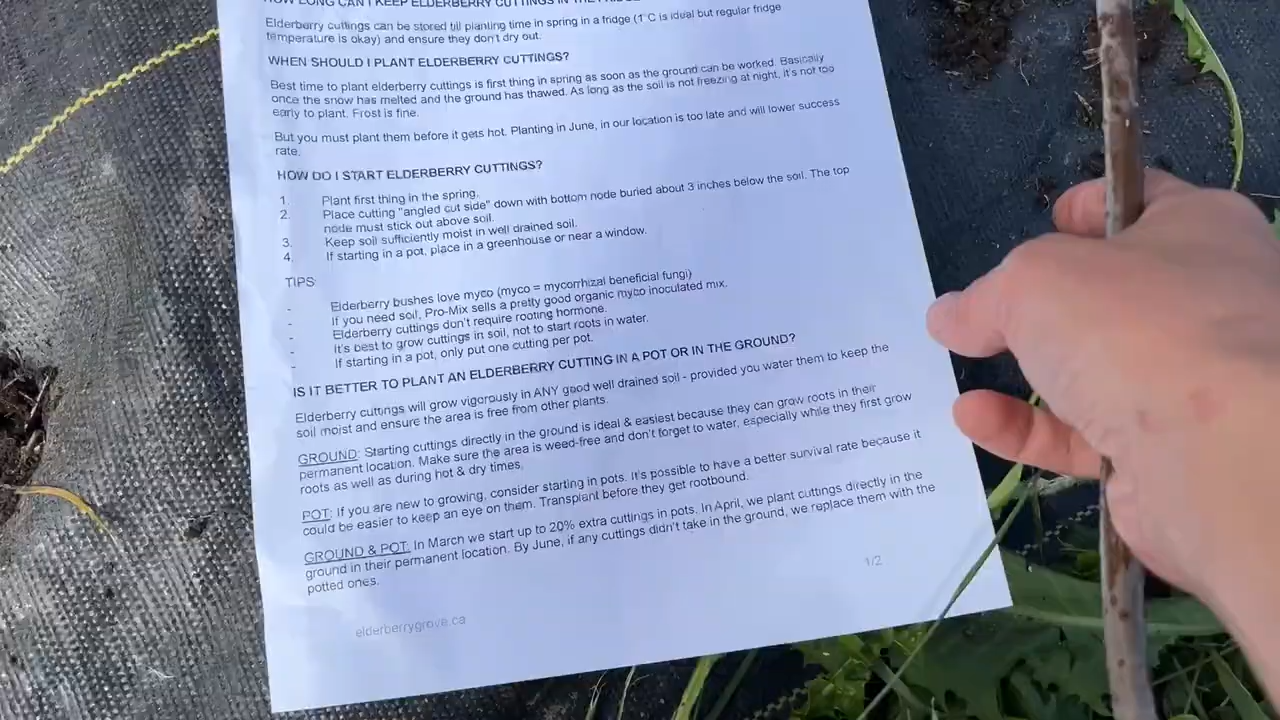 HOW LONG CAN I KEEP ELDERBERRY CUTTINGS IN THE FRIDGE
Elderberry cuttings can be stored till planting time in spring in a fridge (1 C is ideal but regular fridge
temperature is okay) and ensure they don't dry out.
WHEN SHOULD I PLANT ELDERBERRY CUTTINGS?
Best time to plant elderberry cuttings is first thing in spring as soon as the ground can be worked. Basically
once the snow has melted and the ground has thawed. As long as the soil is not freezing at night, it's not too
early to plant. Frost is fine.
But you must plant them before it gets hot. Planting in June, in our location is too late and will lower success
rate.
HOW DO I START ELDERBERRY CUTTINGS?
1. Plant first thing in the spring.
2. Place cutting "angled cut side" down with bottom node buried about 3 inches below the soil. The top
node must stick out above soil.
3. Keep soil sufficiently moist in well drained soil.
4. If starting in a pot, place in a greenhouse or near a window.
TIPS:
- Elderberry bushes love myco (myco = mycorrhizal beneficial fungi)
- If you need soil, Pro-Mix sells a pretty good organic myco inoculated mix.
- Elderberry cuttings don't require rooting hormone.
- It's best to grow cuttings in soil, not to start roots in water.
- If starting in a pot, only put one cutting per pot.
IS IT BETTER TO PLANT AN ELDERBERRY CUTTING IN A POT OR IN THE GROUND?
Elderberry cuttings will grow vigorously in ANY good well drained soil - provided you water them to keep the
soil moist and ensure the area is free from other plants.
GROUND: Starting cuttings directly in the ground is ideal & easiest because they can grow roots in their
permanent location. Make sure the area is weed-free and don't forget to water, especially while they first grow
roots as well as during hot & dry times.
POT: If you are new to growing, consider starting in pots. It's possible to have a better survival rate because it
could be easier to keep an eye on them. Transplant before they get rootbound.
GROUND & POT: In March we start up to 20% extra cuttings in pots. In April, we plant cuttings directly in the
ground in their permanent location. By June, if any cuttings didn't take in the ground, we replace them with the
potted ones.
1/2
elderberrygrove.ca